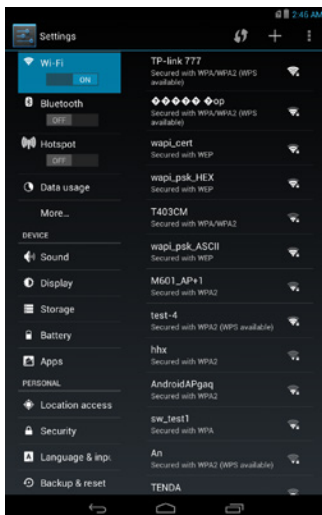 2:46 AM
Settings
Wi-Fi
ON
Bluetooth
OFF
Hotspot
OFF
Data usage
More...
DEVICE
Sound
Display
Storage
Battery
Apps
PERSONAL
Location access
Security
Language & inpu
Backup & reset
TP-link 777
Secured with WPA/WPA2 (WPS
available)
����� �op
Secured with WPA/WPA2 (WPS
available)
wapi_cert
Secured with WEP
wapi_psk_HEX
Secured with WEP
T403CM
Secured with WPA/WPA2
wapi_psk_ASCII
Secured with WEP
M601_AP+1
Secured with WPA2
test-4
Secured with WPA2 (WPS available)
hhx
Secured with WPA2
AndroidAPgaq
Secured with WPA2
sw_test1
Secured with WPA
An
Secured with WPA2 (WPS available)
TENDA